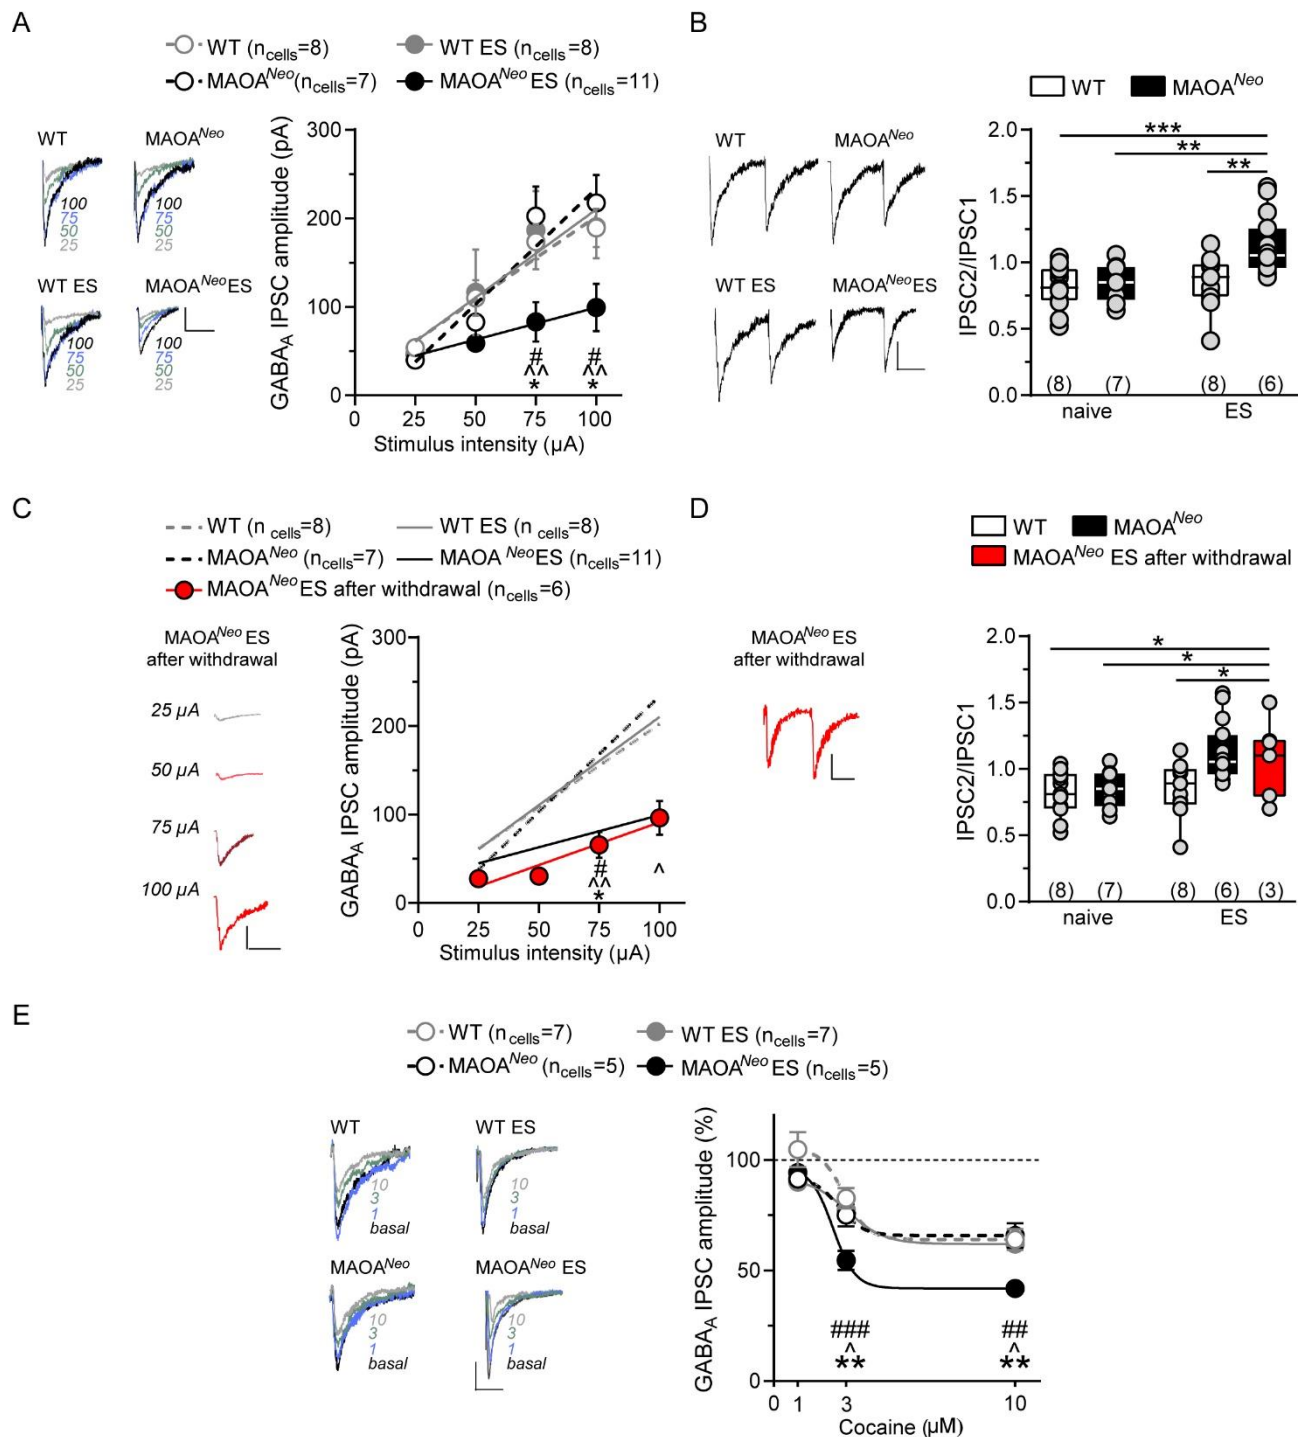 A
WT (ncells=8)
WT ES (ncells=8)
MAOANeo (ncells=7)
MAOANeo ES (ncells=11)
WT
MAOANeo
100
75
50
25
100
75
50
25
WT ES
MAOANeo ES
100
75
50
25
100
75
50
25
GABAA IPSC amplitude (pA)
300
200
100
0
# #
^^ ^^
* *
0 25 50 75 100
Stimulus intensity (µA)
B
WT
MAOANeo
WT
MAOANeo
WT ES
MAOANeo ES
IPSC2/IPSC1
2.0
1.5
1.0
0.5
0.0
***
**
**
(8) (7) (8) (6)
naive ES
C
WT (n cells=8)
WT ES (n cells=8)
MAOANeo (ncells=7)
MAOA NeoES (ncells=11)
MAOANeo ES after withdrawal (ncells=6)
MAOANeo ES
after withdrawal
25 µA
50 µA
75 µA
100 µA
GABAA IPSC amplitude (pA)
300
200
100
0
#
^^ ^
*
0 25 50 75 100
Stimulus intensity (µA)
D
WT
MAOANeo
MAOANeo ES after withdrawal
MAOANeo ES
after withdrawal
IPSC2/IPSC1
2.0
1.5
1.0
0.5
0.0
*
*
*
(8) (7) (8) (6) (3)
naive ES
E
WT (ncells=7)
WT ES (ncells=7)
MAOANeo (ncells=5)
MAOANeo ES (ncells=5)
WT
WT ES
10
3
1
basal
10
3
1
basal
MAOANeo
MAOANeo ES
10
3
1
basal
10
3
1
basal
GABAA IPSC amplitude (%)
100
50
0
### ##
^ ^
** **
0 1 3 10
Cocaine (µM)